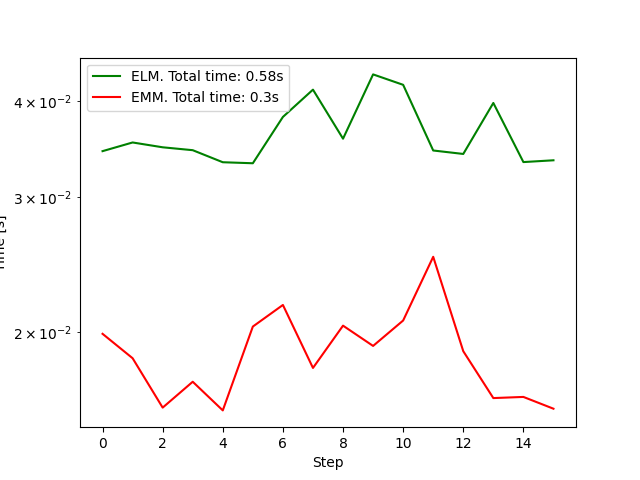 ELM. Total time: 0.58s
EMM. Total time: 0.3s
4 × 10⁻²
3 × 10⁻²
2 × 10⁻²
[s]
0 2 4 6 8 10 12 14
Step